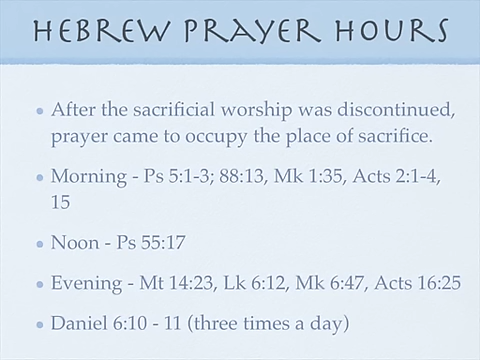 HEBREW PRAYER HOURS
• After the sacrificial worship was discontinued,
prayer came to occupy the place of sacrifice.
• Morning - Ps 5:1-3; 88:13, Mk 1:35, Acts 2:1-4,
15
• Noon - Ps 55:17
• Evening - Mt 14:23, Lk 6:12, Mk 6:47, Acts 16:25
• Daniel 6:10 - 11 (three times a day)